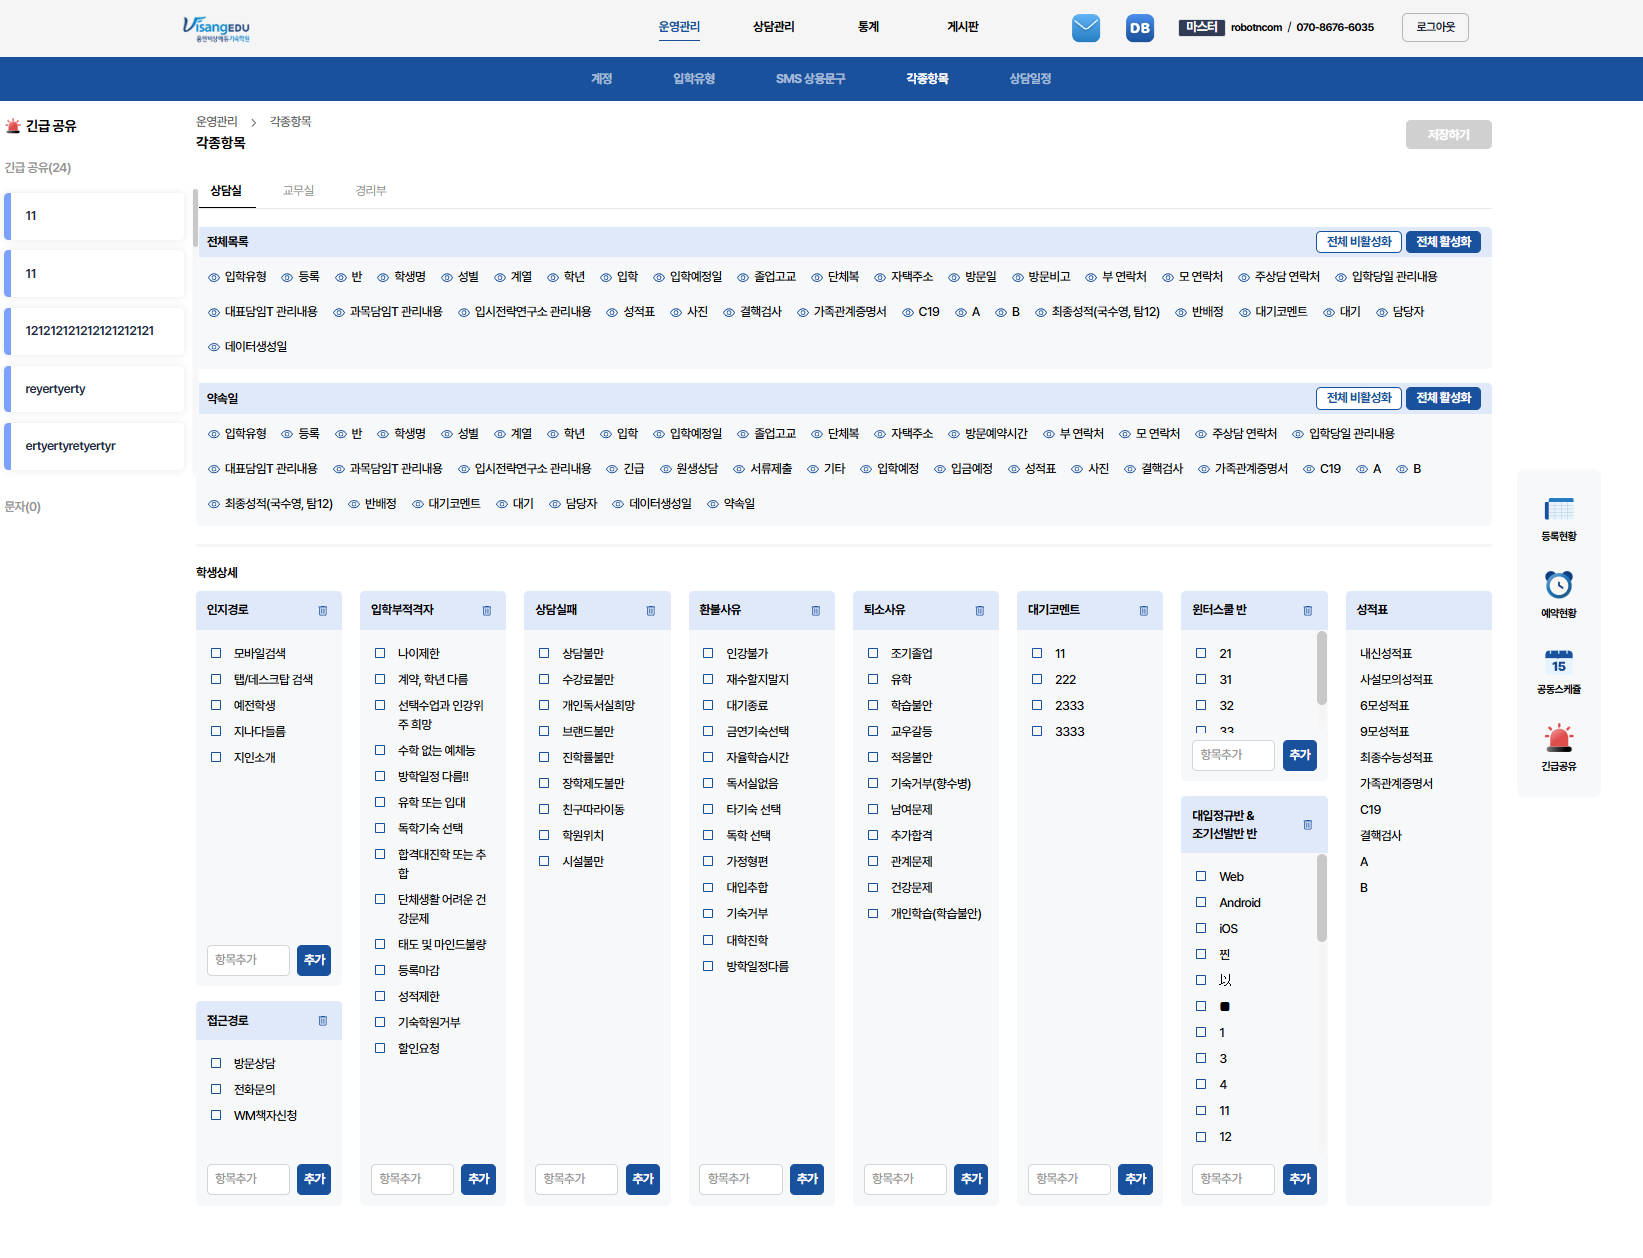 VisangEDU
용인비상에듀기숙학원
운영관리 상담관리 통계 게시판
DB
마스터 robotncom / 070-8676-6035
로그아웃
계정 입학유형 SMS 상용문구 각종항목 상담일정
긴급 공유
긴급 공유(24)
11
11
121212121212121212121
reyertyerty
ertyertyretyertyr
문자(0)
운영관리 > 각종항목
각종항목
저장하기
상담실 교무실 경리부
전체목록 전체 비활성화 전체 활성화
입학유형 등록 반 학생명 성별 계열 학년 입학 입학예정일 졸업고교 단체복 자택주소 방문일 방문비고 부 연락처 모 연락처 주상담 연락처 입학당일 관리내용
대표담임T 관리내용 과목담임T 관리내용 입시전략연구소 관리내용 성적표 사진 결핵검사 가족관계증명서 C19 A B 최종성적(국수영, 탐12) 반배정 대기코멘트 대기 담당자
데이터생성일
약속일 전체 비활성화 전체 활성화
입학유형 등록 반 학생명 성별 계열 학년 입학 입학예정일 졸업고교 단체복 자택주소 방문예약시간 부 연락처 모 연락처 주상담 연락처 입학당일 관리내용
대표담임T 관리내용 과목담임T 관리내용 입시전략연구소 관리내용 긴급 원생상담 서류제출 기타 입학예정 입금예정 성적표 사진 결핵검사 가족관계증명서 C19 A B
최종성적(국수영, 탐12) 반배정 대기코멘트 대기 담당자 데이터생성일 약속일
학생상세
인지경로
모바일검색
탭/데스크탑 검색
예전학생
지나다들름
지인소개
항목추가 추가
접근경로
방문상담
전화문의
WM책자신청
항목추가 추가
입학부적격자
나이제한
계약, 학년 다름
선택수업과 인강위
주 희망
수학 없는 예체능
방학일정 다름!!
유학 또는 입대
독학기숙 선택
합격대진학 또는 추
합
단체생활 어려운 건
강문제
태도 및 마인드불량
등록마감
성적제한
기숙학원거부
할인요청
항목추가 추가
상담실패
상담불만
수강료불만
개인독서실희망
브랜드불만
진학률불만
장학제도불만
친구따라이동
학원위치
시설불만
항목추가 추가
환불사유
인강불가
재수할지말지
대기종료
금연기숙선택
자율학습시간
독서실없음
타기숙 선택
독학 선택
가정형편
대입추합
기숙거부
대학진학
방학일정다름
항목추가 추가
퇴소사유
조기졸업
유학
학습불안
교우갈등
적응불안
기숙거부(향수병)
남여문제
추가합격
관계문제
건강문제
개인학습(학습불안)
항목추가 추가
대기코멘트
11
222
2333
3333
항목추가 추가
윈터스쿨 반
21
31
32
33
항목추가 추가
대입정규반 &
조기선발반 반
Web
Android
iOS
찐
以
■
1
3
4
11
12
항목추가 추가
성적표
내신성적표
사설모의성적표
6모성적표
9모성적표
최종수능성적표
가족관계증명서
C19
결핵검사
A
B
등록현황
예약현황
15
공동스케쥴
긴급공유